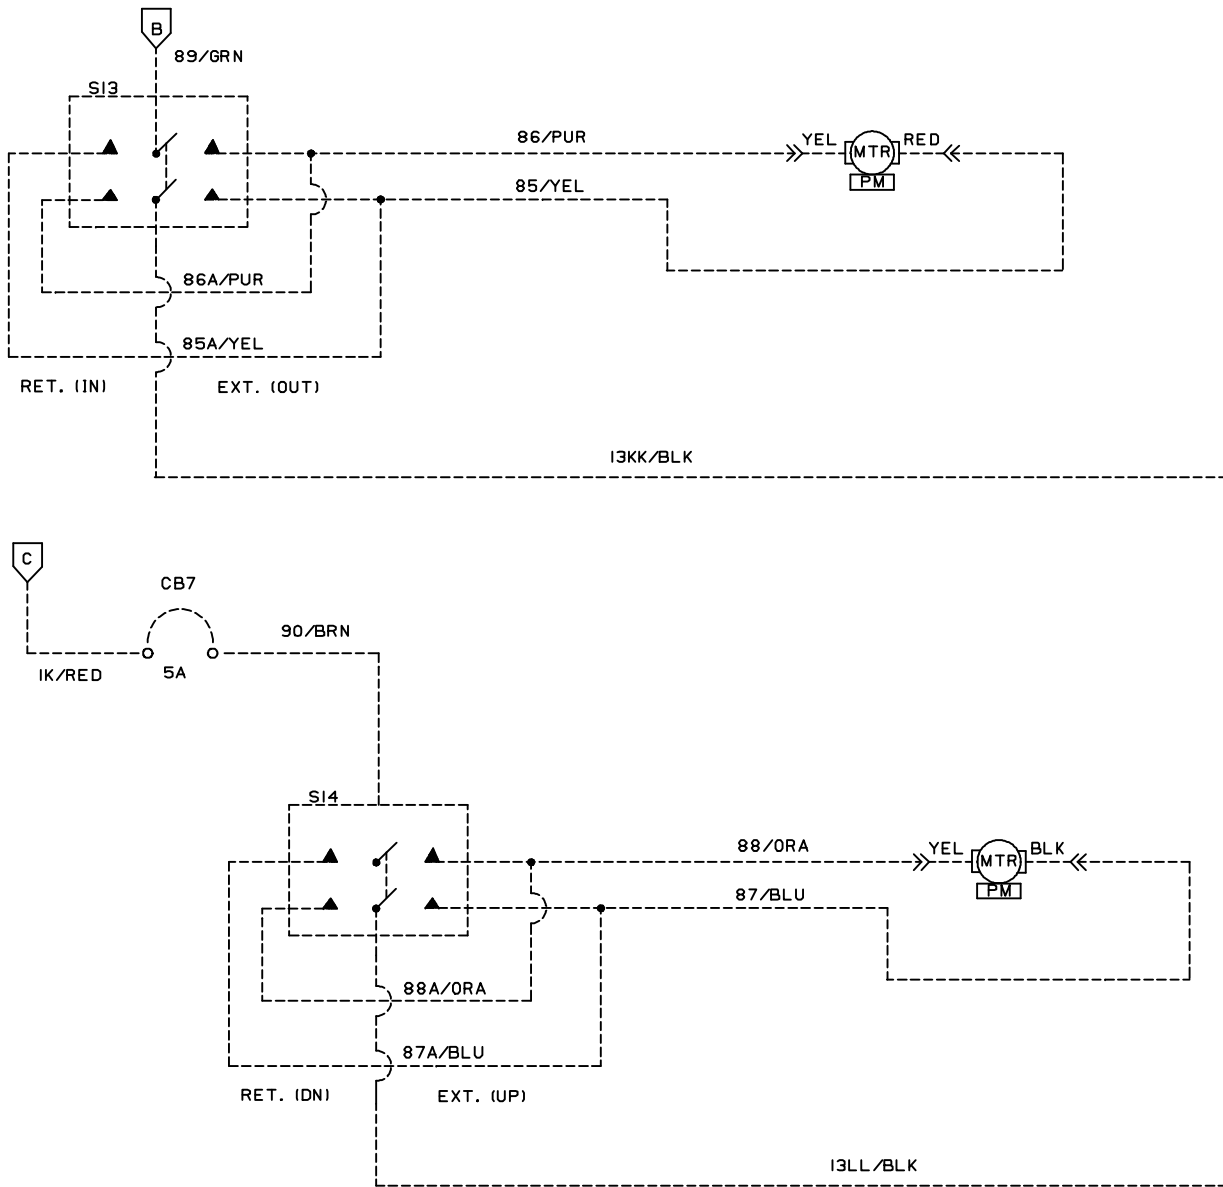 B
89/GRN
S13
86/PUR
YEL
MTR
RED
PM
85/YEL
86A/PUR
85A/YEL
RET. (IN)
EXT. (OUT)
13KK/BLK
C
CB7
90/BRN
1K/RED
5A
S14
88/ORA
YEL
MTR
BLK
PM
87/BLU
88A/ORA
87A/BLU
RET. (DN)
EXT. (UP)
13LL/BLK